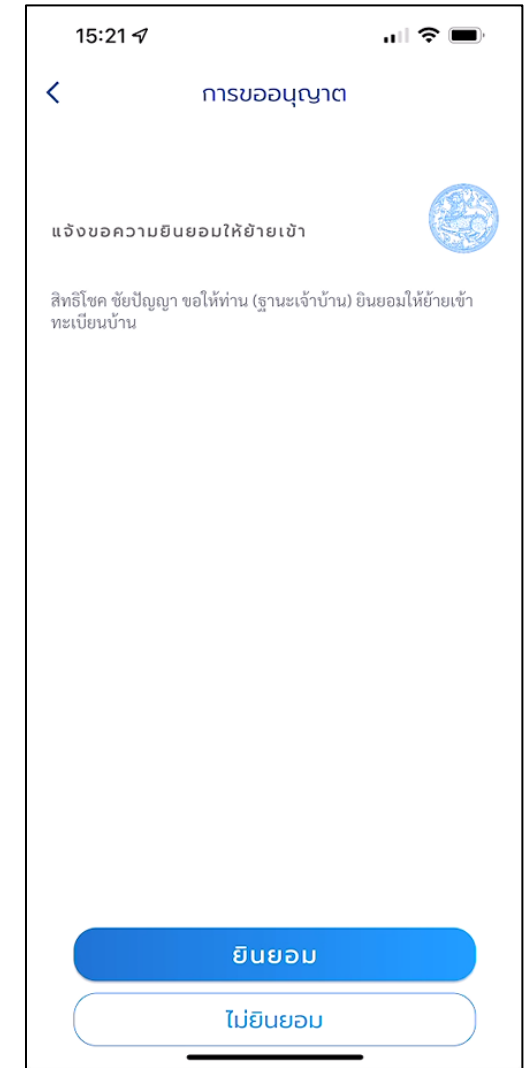 15:21
การขออนุญาต
แจ้งขอความยินยอมให้ย้ายเข้า
สิทธิโชค ชัยปัญญา ขอให้ท่าน (ฐานะเจ้าบ้าน) ยินยอมให้ย้ายเข้า
ทะเบียนบ้าน
ยินยอม
ไม่ยินยอม